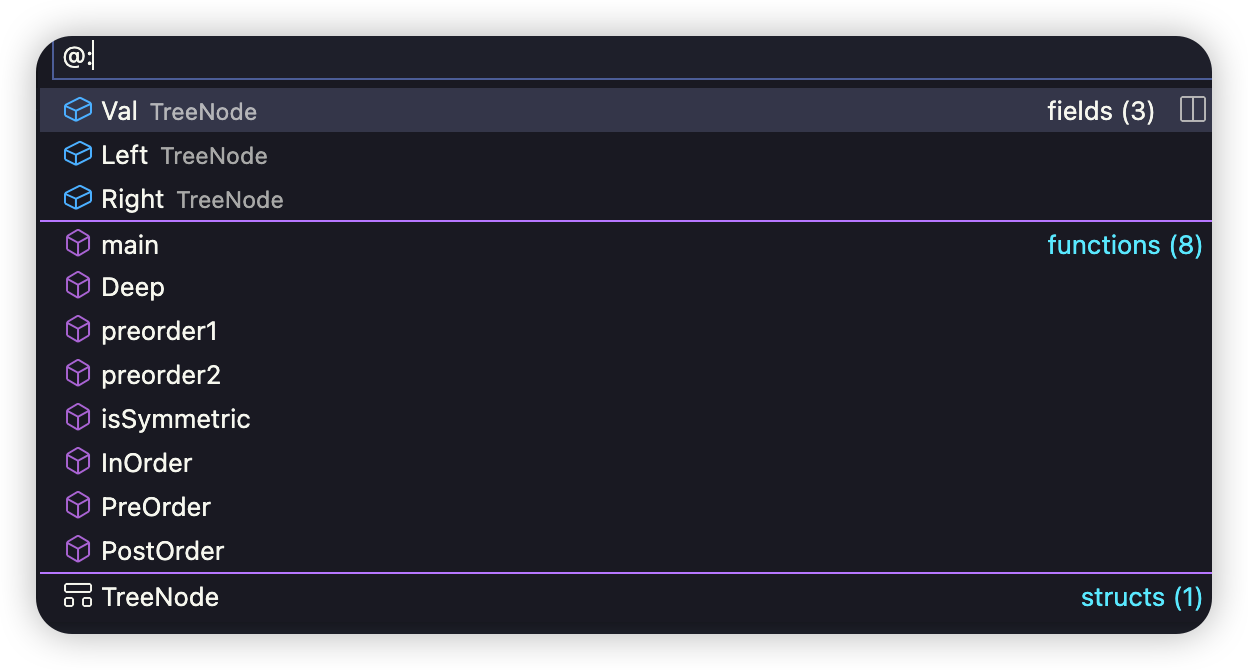 @:
Val TreeNode fields (3)
Left TreeNode
Right TreeNode
main functions (8)
Deep
preorder1
preorder2
isSymmetric
InOrder
PreOrder
PostOrder
TreeNode structs (1)